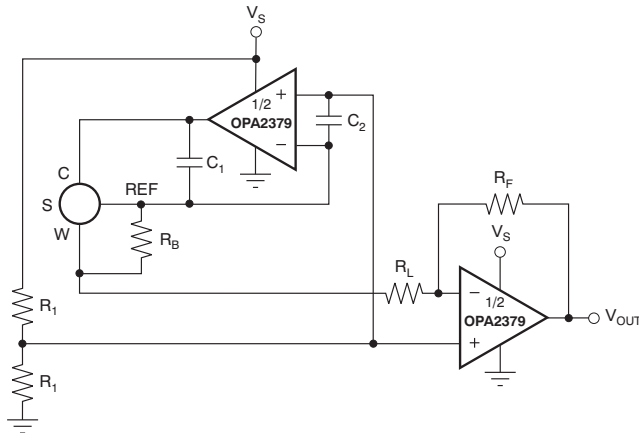 V_S
+
1/2
OPA2379
−
C_2
C_1
C
S
W
REF
R_B
R_F
V_S
R_L
−
1/2
OPA2379
+
V_OUT
R_1
R_1